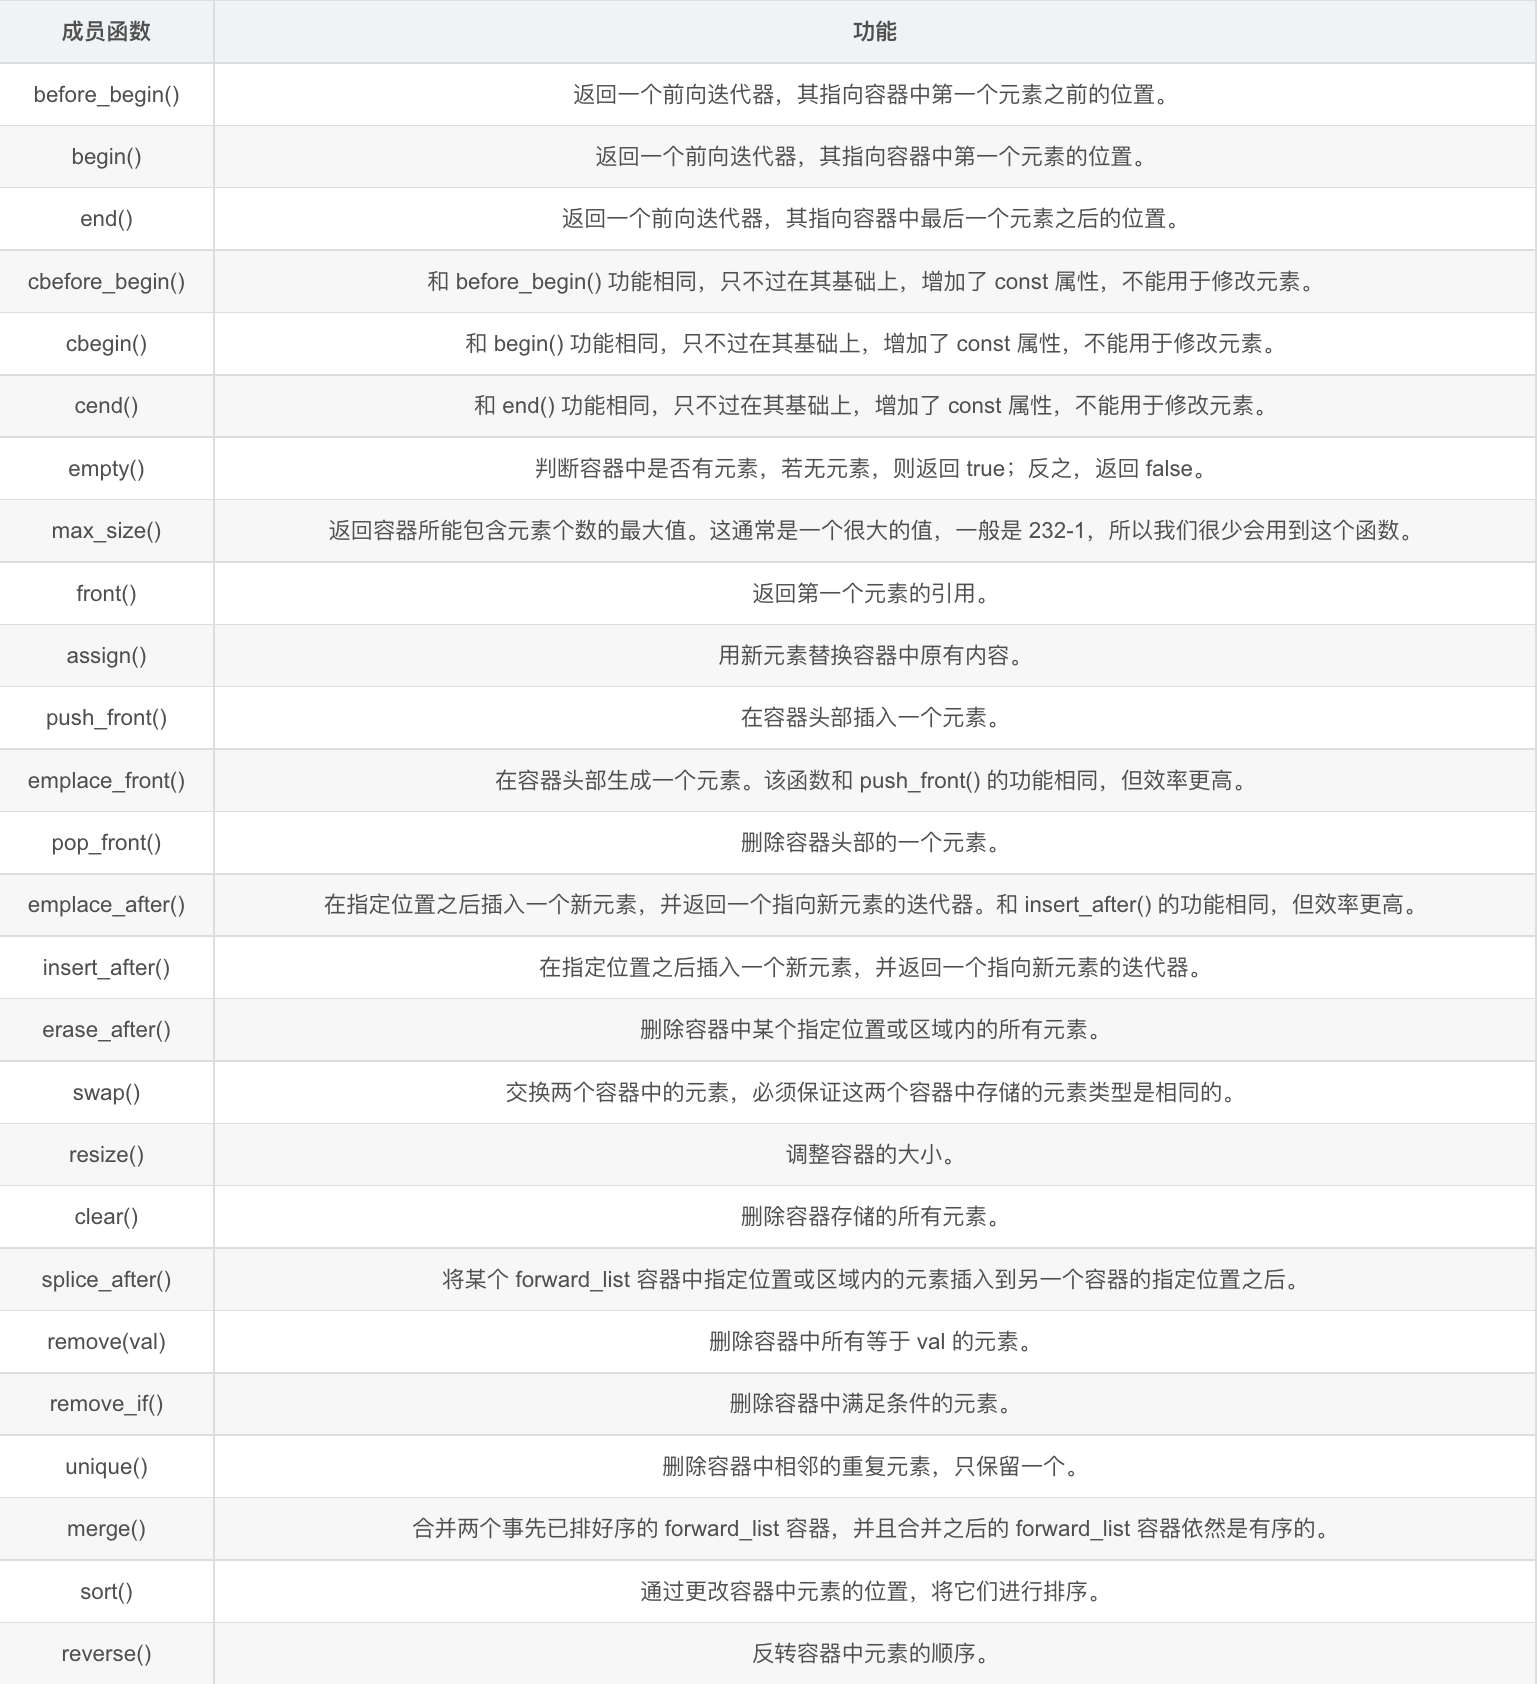 成员函数 功能
before_begin() 返回一个前向迭代器，其指向容器中第一个元素之前的位置。
begin() 返回一个前向迭代器，其指向容器中第一个元素的位置。
end() 返回一个前向迭代器，其指向容器中最后一个元素之后的位置。
cbefore_begin() 和 before_begin() 功能相同，只不过在其基础上，增加了 const 属性，不能用于修改元素。
cbegin() 和 begin() 功能相同，只不过在其基础上，增加了 const 属性，不能用于修改元素。
cend() 和 end() 功能相同，只不过在其基础上，增加了 const 属性，不能用于修改元素。
empty() 判断容器中是否有元素，若无元素，则返回 true；反之，返回 false。
max_size() 返回容器所能包含元素个数的最大值。这通常是一个很大的值，一般是 232-1，所以我们很少会用到这个函数。
front() 返回第一个元素的引用。
assign() 用新元素替换容器中原有内容。
push_front() 在容器头部插入一个元素。
emplace_front() 在容器头部生成一个元素。该函数和 push_front() 的功能相同，但效率更高。
pop_front() 删除容器头部的一个元素。
emplace_after() 在指定位置之后插入一个新元素，并返回一个指向新元素的迭代器。和 insert_after() 的功能相同，但效率更高。
insert_after() 在指定位置之后插入一个新元素，并返回一个指向新元素的迭代器。
erase_after() 删除容器中某个指定位置或区域内的所有元素。
swap() 交换两个容器中的元素，必须保证这两个容器中存储的元素类型是相同的。
resize() 调整容器的大小。
clear() 删除容器存储的所有元素。
splice_after() 将某个 forward_list 容器中指定位置或区域内的元素插入到另一个容器的指定位置之后。
remove(val) 删除容器中所有等于 val 的元素。
remove_if() 删除容器中满足条件的元素。
unique() 删除容器中相邻的重复元素，只保留一个。
merge() 合并两个事先已排好序的 forward_list 容器，并且合并之后的 forward_list 容器依然是有序的。
sort() 通过更改容器中元素的位置，将它们进行排序。
reverse() 反转容器中元素的顺序。